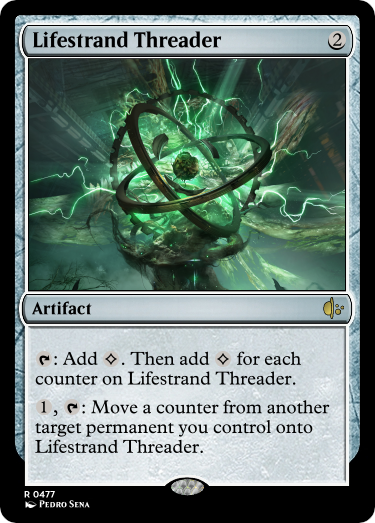 Lifestrand Threader 2
Artifact
: Add . Then add for each
counter on Lifestrand Threader.
1, : Move a counter from another
target permanent you control onto
Lifestrand Threader.
R 0477
Pedro Sena